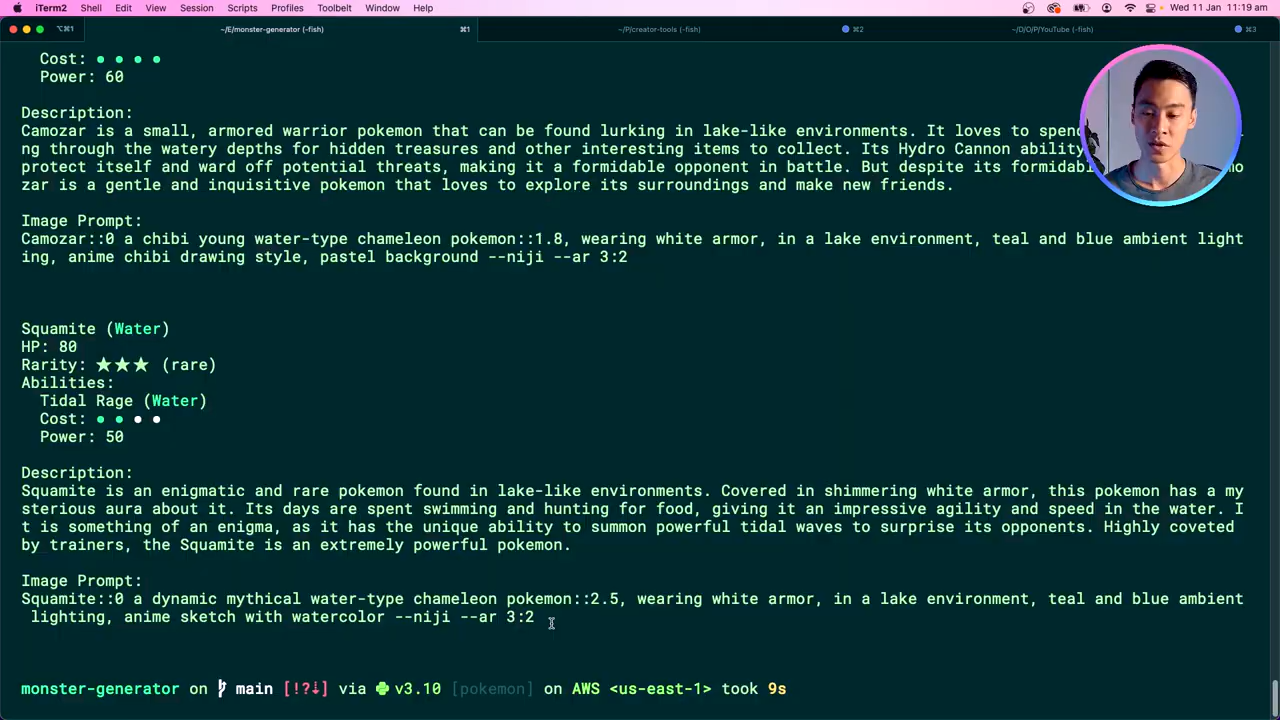 iTerm2 Shell Edit View Session Scripts Profiles Toolbelt Window Help Wed 11 Jan 11:19 am
⌥⌘1 ~/E/monster-generator (-fish) ⌘1 ~/P/creator-tools (-fish) ⌘2 ~/D/O/P/YouTube (-fish) ⌘3
Cost: ● ● ● ●
Power: 60
Description:
Camozar is a small, armored warrior pokemon that can be found lurking in lake-like environments. It loves to spend
ng through the watery depths for hidden treasures and other interesting items to collect. Its Hydro Cannon ability
protect itself and ward off potential threats, making it a formidable opponent in battle. But despite its formidab mo
zar is a gentle and inquisitive pokemon that loves to explore its surroundings and make new friends.
Image Prompt:
Camozar::0 a chibi young water-type chameleon pokemon::1.8, wearing white armor, in a lake environment, teal and blue ambient light
ing, anime chibi drawing style, pastel background --niji --ar 3:2
Squamite (Water)
HP: 80
Rarity: ★★★ (rare)
Abilities:
Tidal Rage (Water)
Cost: ● ● ● ●
Power: 50
Description:
Squamite is an enigmatic and rare pokemon found in lake-like environments. Covered in shimmering white armor, this pokemon has a my
sterious aura about it. Its days are spent swimming and hunting for food, giving it an impressive agility and speed in the water. I
t is something of an enigma, as it has the unique ability to summon powerful tidal waves to surprise its opponents. Highly coveted
by trainers, the Squamite is an extremely powerful pokemon.
Image Prompt:
Squamite::0 a dynamic mythical water-type chameleon pokemon::2.5, wearing white armor, in a lake environment, teal and blue ambient
lighting, anime sketch with watercolor --niji --ar 3:2
monster-generator on main [!?⇣] via v3.10 [pokemon] on AWS <us-east-1> took 9s